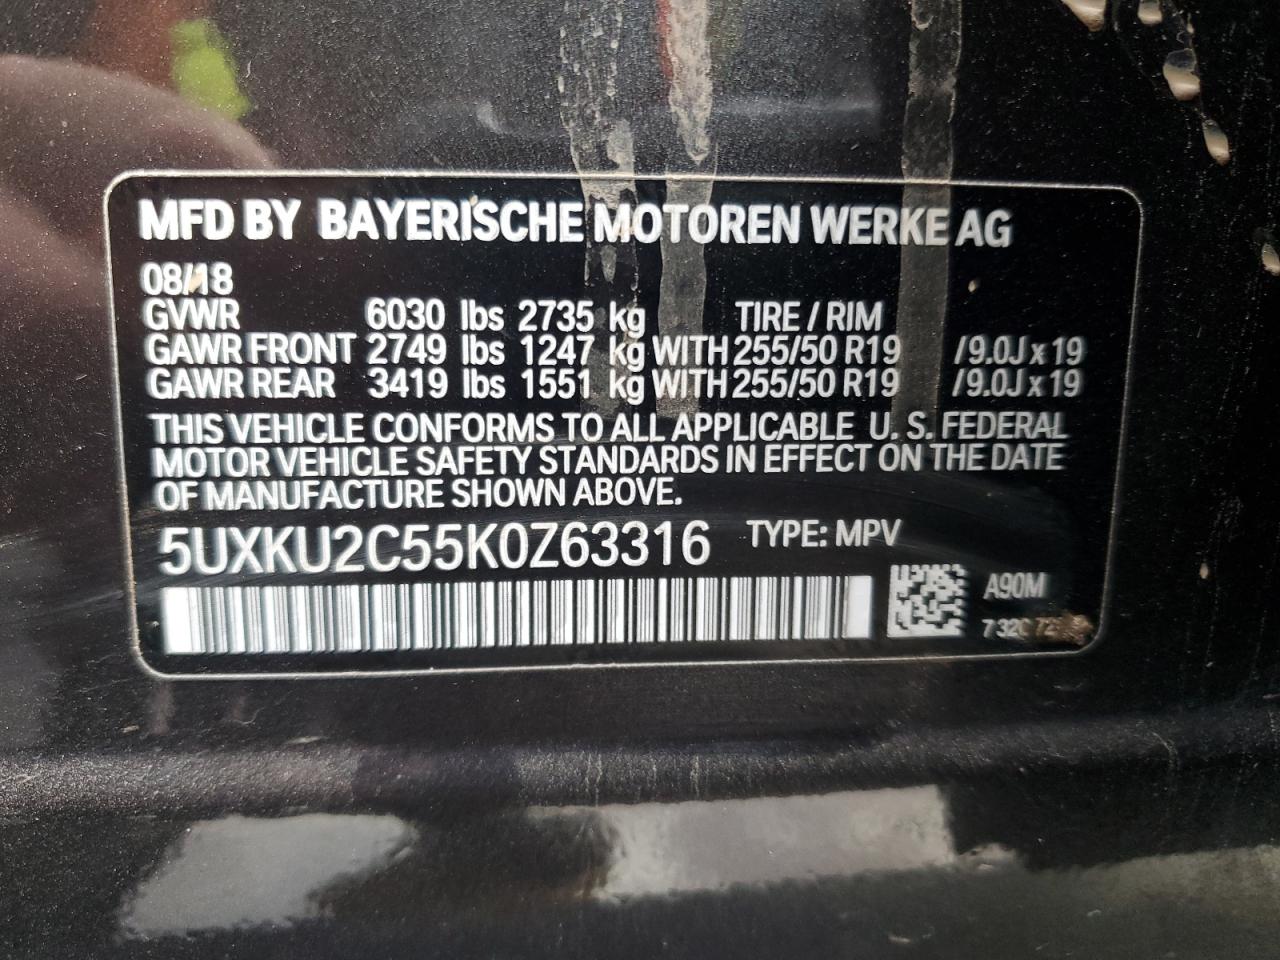 MFD BY BAYERISCHE MOTOREN WERKE AG
08/18
GVWR 6030 lbs 2735 kg TIRE / RIM
GAWR FRONT 2749 lbs 1247 kg WITH 255/50 R19 /9.0J x 19
GAWR REAR 3419 lbs 1551 kg WITH 255/50 R19 /9.0J x 19
THIS VEHICLE CONFORMS TO ALL APPLICABLE U. S. FEDERAL
MOTOR VEHICLE SAFETY STANDARDS IN EFFECT ON THE DATE
OF MANUFACTURE SHOWN ABOVE.
5UXKU2C55K0Z63316 TYPE: MPV
A90M